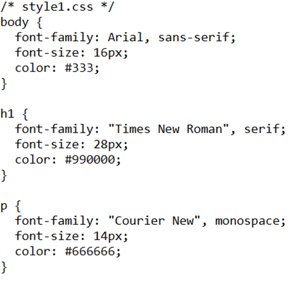 /* style1.css */
body {
  font-family: Arial, sans-serif;
  font-size: 16px;
  color: #333;
}

h1 {
  font-family: "Times New Roman", serif;
  font-size: 28px;
  color: #990000;
}

p {
  font-family: "Courier New", monospace;
  font-size: 14px;
  color: #666666;
}